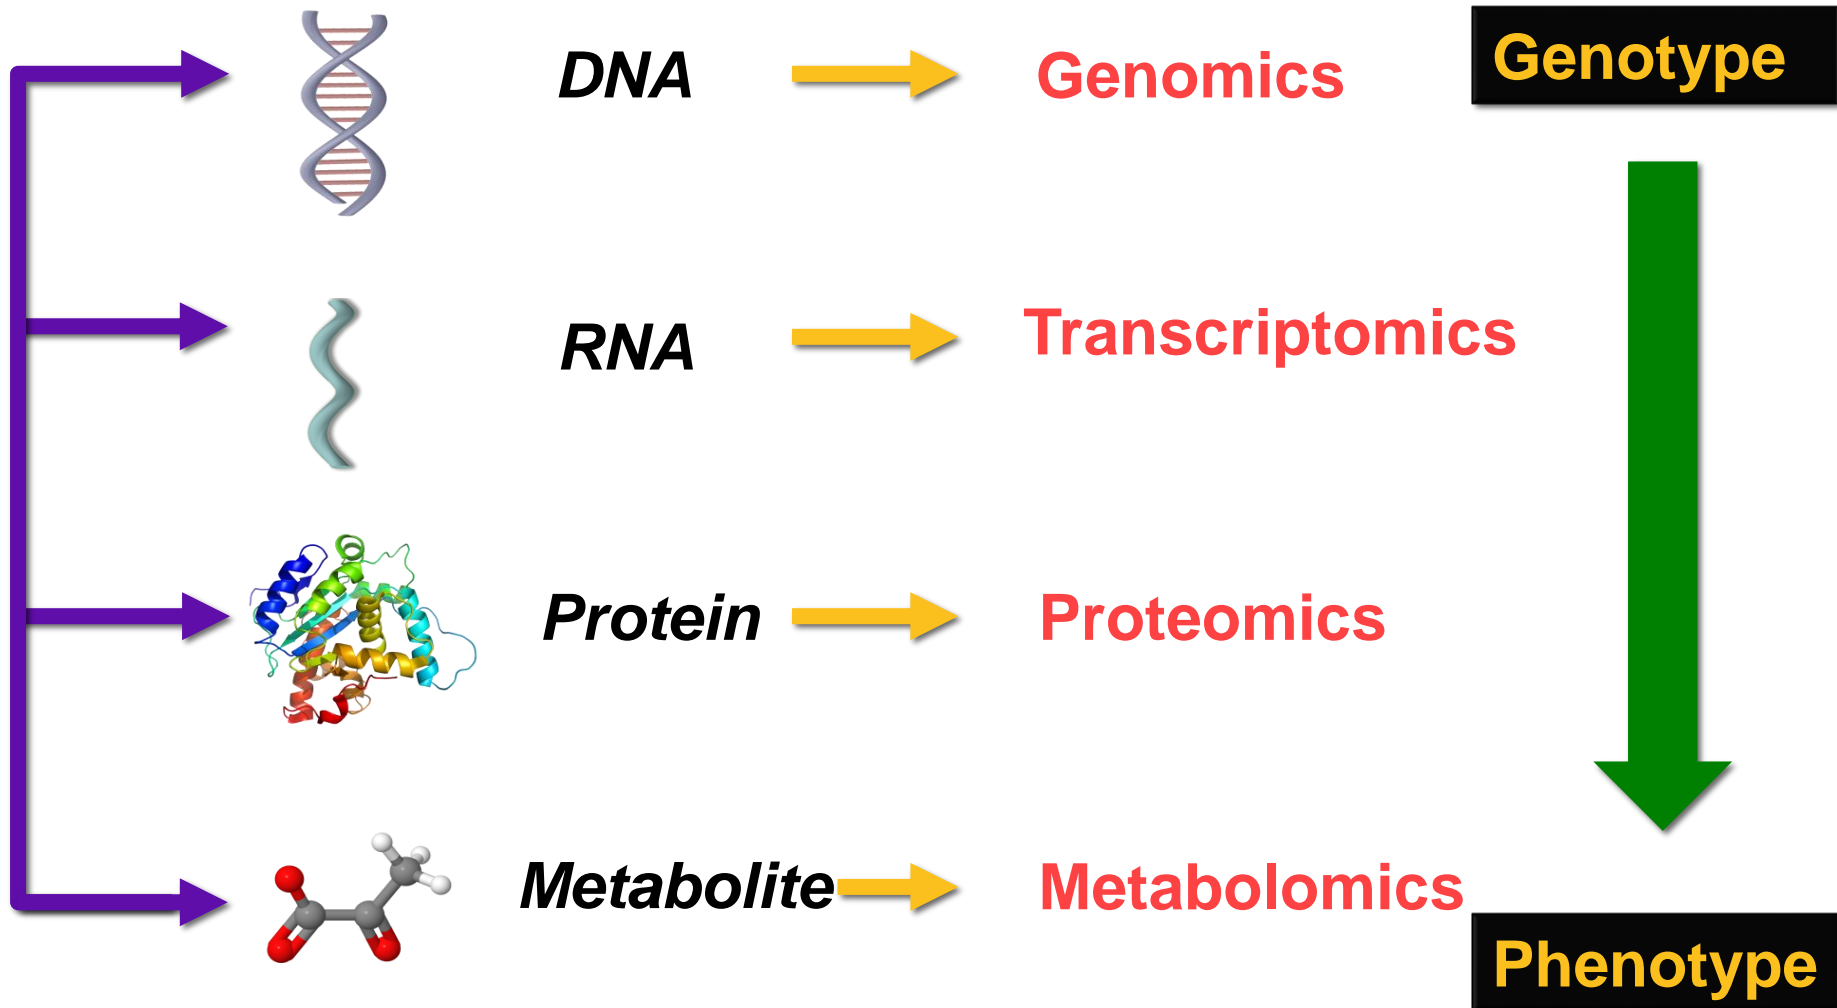 DNA
Genomics
Genotype
RNA
Transcriptomics
Protein
Proteomics
Metabolite
Metabolomics
Phenotype